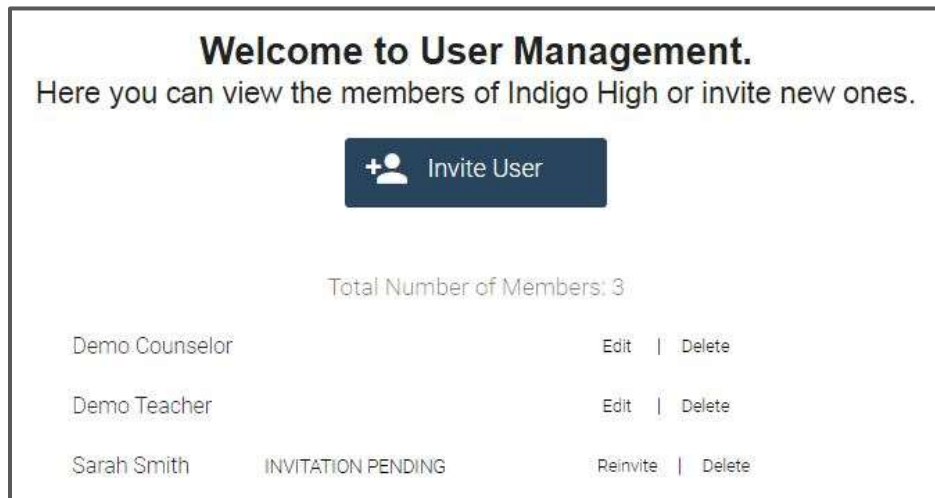 Welcome to User Management.
Here you can view the members of Indigo High or invite new ones.
Invite User
Total Number of Members: 3
Demo Counselor Edit | Delete
Demo Teacher Edit | Delete
Sarah Smith INVITATION PENDING Reinvite | Delete